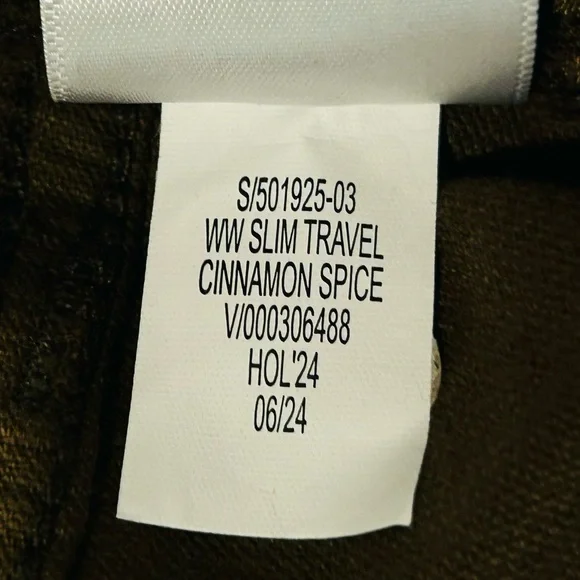 S/501925-03
WW SLIM TRAVEL
CINNAMON SPICE
V/000306488
HOL'24
06/24